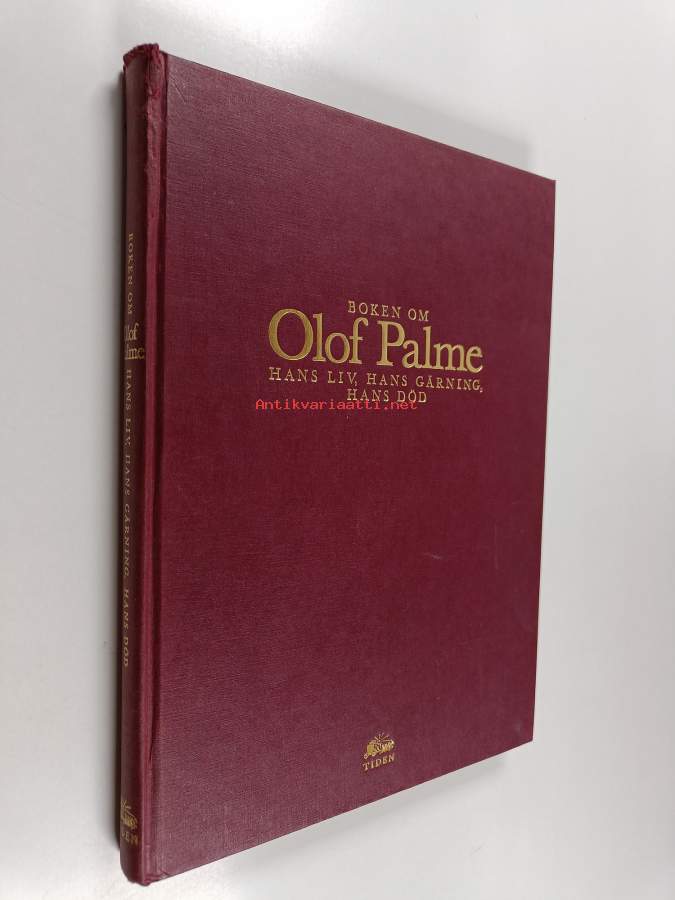 BOKEN OM
Olof Palme
HANS LIV, HANS GÄRNING,
HANS DÖD
Antikvariaatti.net
TIDEN
BOKEN OM
Olof
Palme
HANS LIV, HANS GÄRNING, HANS DÖD